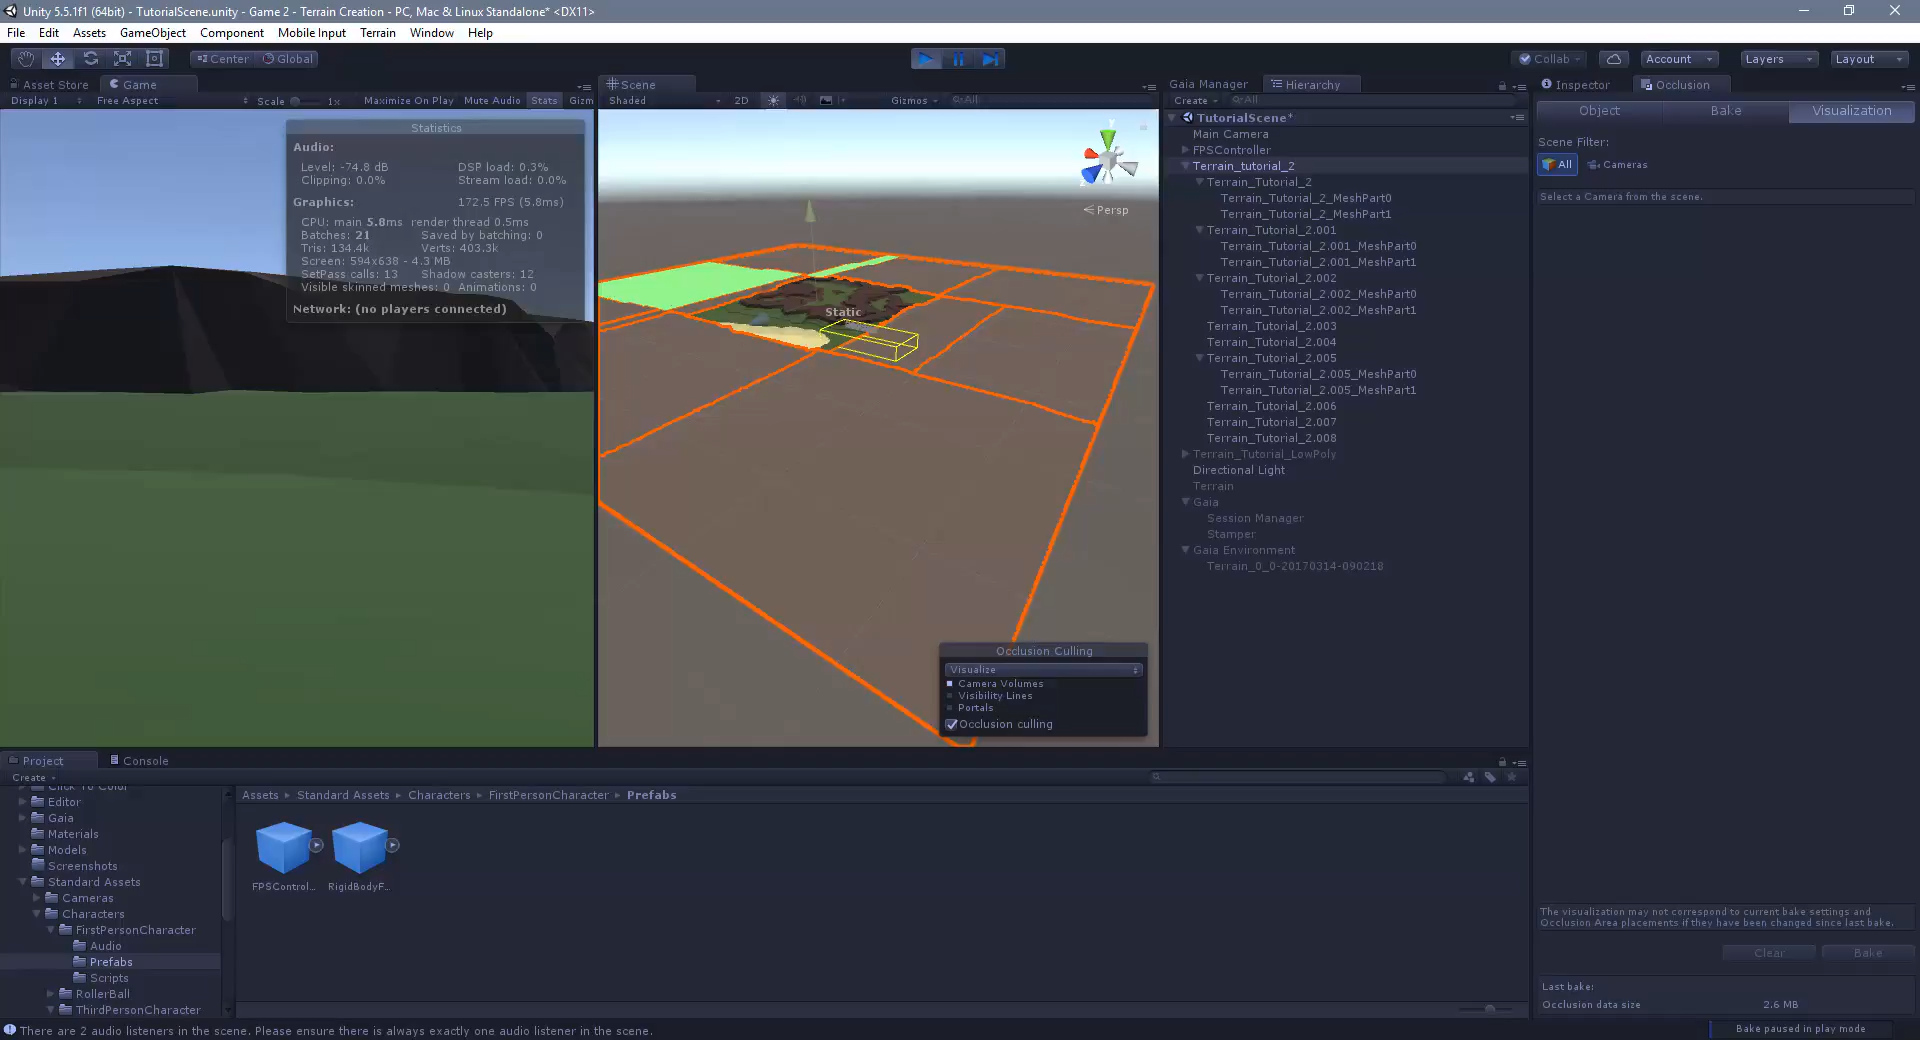 Unity 5.5.1f1 (64bit) - TutorialScene.unity - Game 2 - Terrain Creation - PC, Mac & Linux Standalone* <DX11>
File Edit Assets GameObject Component Mobile Input Terrain Window Help
Center Global Collab Account Layers Layout
Asset Store Game
Display 1 Free Aspect Scale 1x Maximize On Play Mute Audio Stats Gizm
Statistics
Audio:
Level: -74.8 dB DSP load: 0.3%
Clipping: 0.0% Stream load: 0.0%
Graphics: 172.5 FPS (5.8ms)
CPU: main 5.8ms render thread 0.5ms
Batches: 21 Saved by batching: 0
Tris: 134.4k Verts: 403.3k
Screen: 594x638 - 4.3 MB
SetPass calls: 13 Shadow casters: 12
Visible skinned meshes: 0 Animations: 0
Network: (no players connected)
Scene
Shaded 2D Gizmos All
y
z
Persp
Static
Occlusion Culling
Visualize
Camera Volumes
Visibility Lines
Portals
Occlusion culling
Gaia Manager Hierarchy
Create All
TutorialScene*
Main Camera
FPSController
Terrain_tutorial_2
Terrain_Tutorial_2
Terrain_Tutorial_2_MeshPart0
Terrain_Tutorial_2_MeshPart1
Terrain_Tutorial_2.001
Terrain_Tutorial_2.001_MeshPart0
Terrain_Tutorial_2.001_MeshPart1
Terrain_Tutorial_2.002
Terrain_Tutorial_2.002_MeshPart0
Terrain_Tutorial_2.002_MeshPart1
Terrain_Tutorial_2.003
Terrain_Tutorial_2.004
Terrain_Tutorial_2.005
Terrain_Tutorial_2.005_MeshPart0
Terrain_Tutorial_2.005_MeshPart1
Terrain_Tutorial_2.006
Terrain_Tutorial_2.007
Terrain_Tutorial_2.008
Terrain_Tutorial_LowPoly
Directional Light
Terrain
Gaia
Session Manager
Stamper
Gaia Environment
Terrain_0_0-20170314-090218
Inspector Occlusion
Object Bake Visualization
Scene Filter:
All Cameras
Select a Camera from the scene.
The visualization may not correspond to current bake settings and
Occlusion Area placements if they have been changed since last bake.
Clear Bake
Last bake:
Occlusion data size 2.6 MB
Bake paused in play mode
Project Console
Create
Click To Color
Editor
Gaia
Materials
Models
Screenshots
Standard Assets
Cameras
Characters
FirstPersonCharacter
Audio
Prefabs
Scripts
RollerBall
ThirdPersonCharacter
Assets Standard Assets Characters FirstPersonCharacter Prefabs
FPSControl... RigidBodyF...
There are 2 audio listeners in the scene. Please ensure there is always exactly one audio listener in the scene.